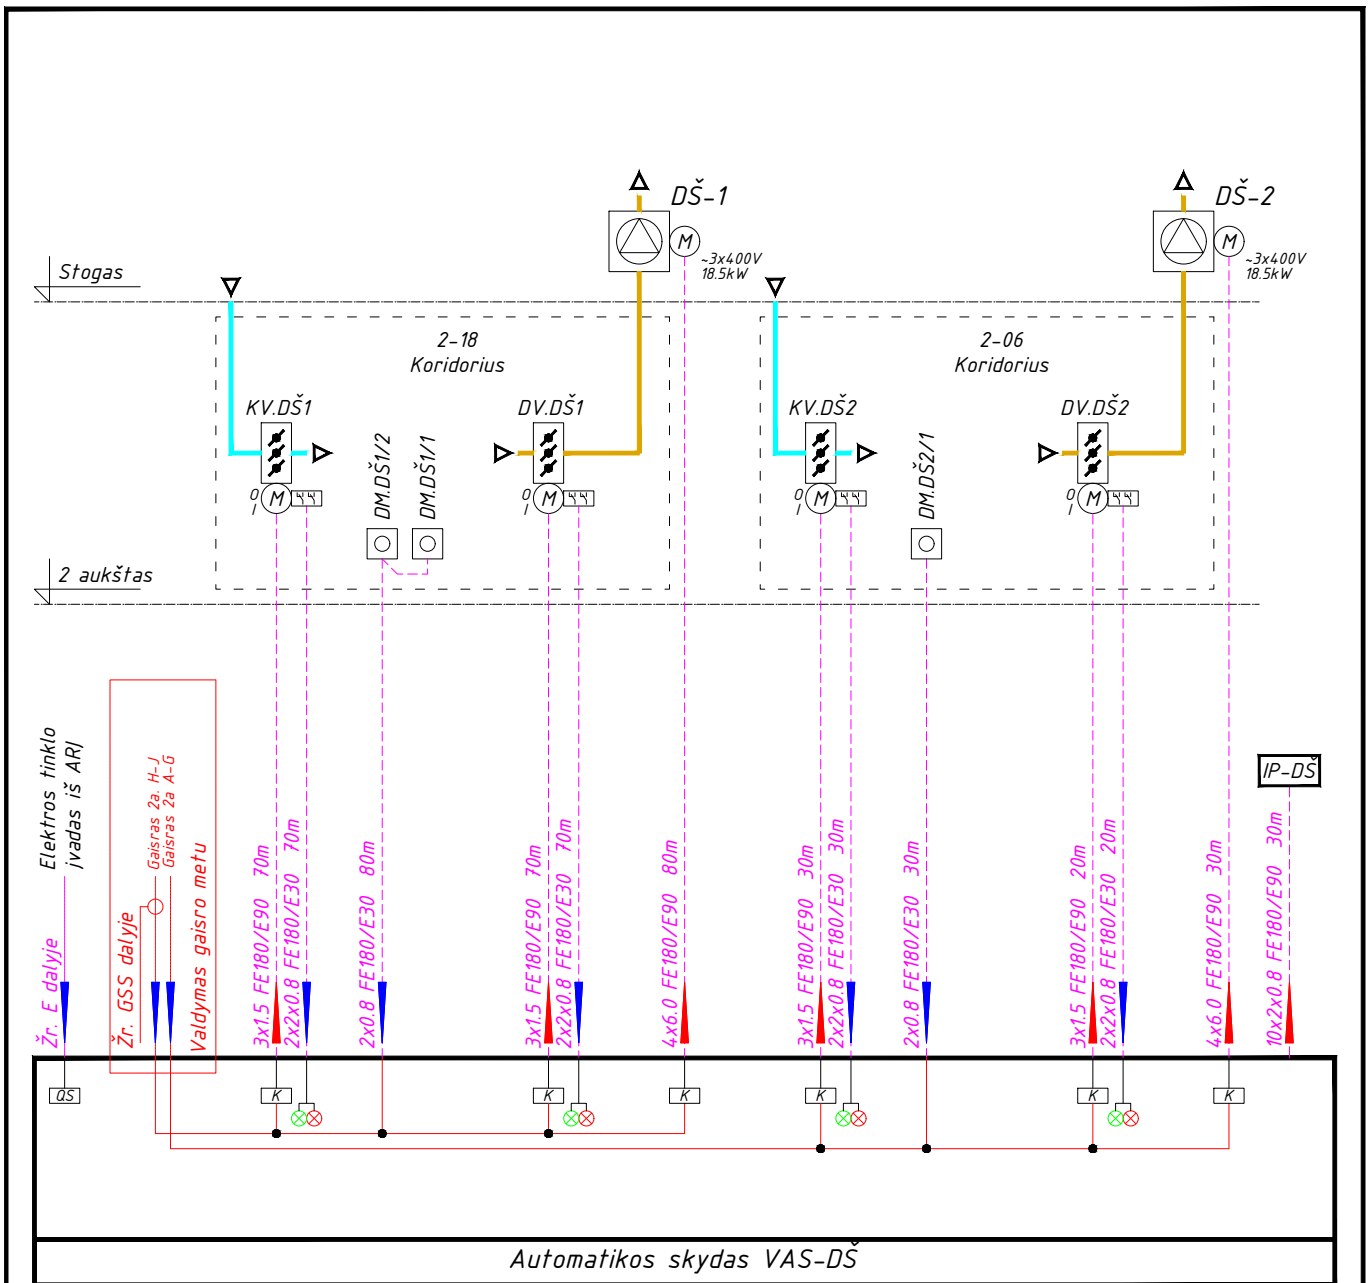 DŠ-1
M
~3x400V
18.5kW
DŠ-2
M
~3x400V
18.5kW
Stogas
2-18
Koridorius
2-06
Koridorius
KV.DŠ1
0
I
M
DM.DŠ1/2
DM.DŠ1/1
DV.DŠ1
0
I
M
KV.DŠ2
0
I
M
DM.DŠ2/1
DV.DŠ2
0
I
M
2 aukštas
Elektros tinklo
įvadas iš ARĮ
Žr. E dalyje
Gaisras 2a. H-J
Gaisras 2a A-G
Žr. GSS dalyje
Valdymas gaisro metu
3x1.5 FE180/E90 70m
2x2x0.8 FE180/E30 70m
2x0.8 FE180/E30 80m
3x1.5 FE180/E90 70m
2x2x0.8 FE180/E30 70m
4x6.0 FE180/E90 80m
3x1.5 FE180/E90 30m
2x2x0.8 FE180/E30 30m
2x0.8 FE180/E30 30m
3x1.5 FE180/E90 20m
2x2x0.8 FE180/E30 20m
4x6.0 FE180/E90 30m
IP-DŠ
10x2x0.8 FE180/E90 30m
QS
K
K
K
K
K
K
Automatikos skydas VAS-DŠ